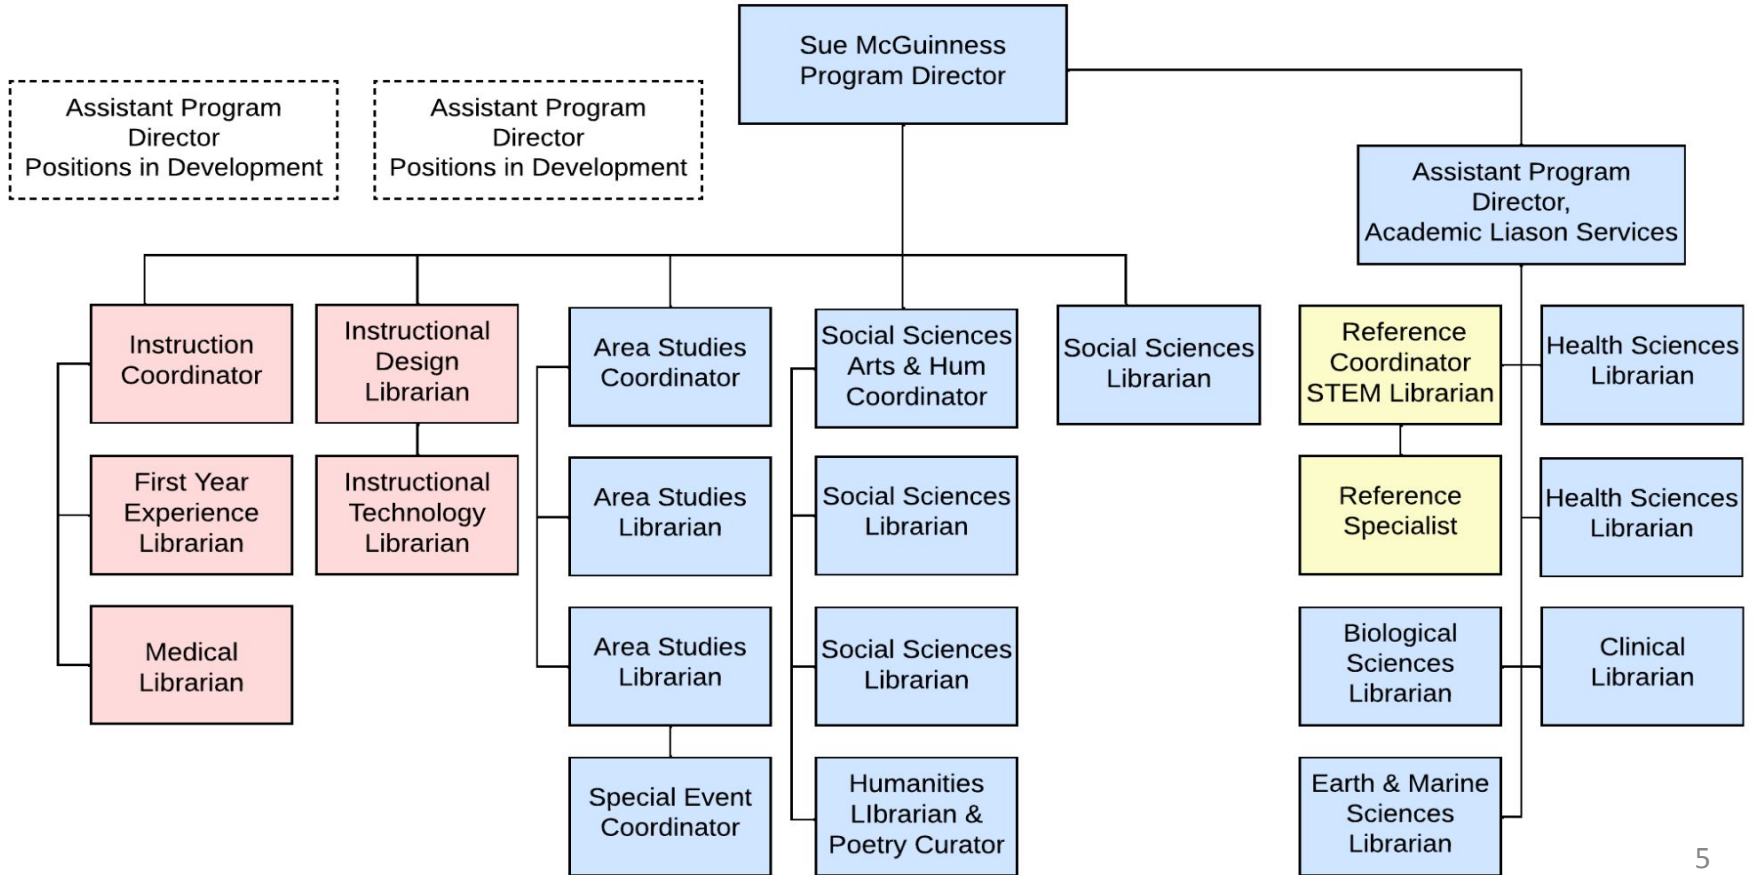 Sue McGuinness
Program Director
Assistant Program
Director
Positions in Development
Assistant Program
Director
Positions in Development
Assistant Program
Director,
Academic Liason Services
Instruction
Coordinator
Instructional
Design
Librarian
Area Studies
Coordinator
Social Sciences
Arts & Hum
Coordinator
Social Sciences
Librarian
Reference
Coordinator
STEM Librarian
Health Sciences
Librarian
First Year
Experience
Librarian
Instructional
Technology
Librarian
Area Studies
Librarian
Social Sciences
Librarian
Reference
Specialist
Health Sciences
Librarian
Medical
Librarian
Area Studies
Librarian
Social Sciences
Librarian
Biological
Sciences
Librarian
Clinical
Librarian
Special Event
Coordinator
Humanities
LIbrarian &
Poetry Curator
Earth & Marine
Sciences
Librarian
5